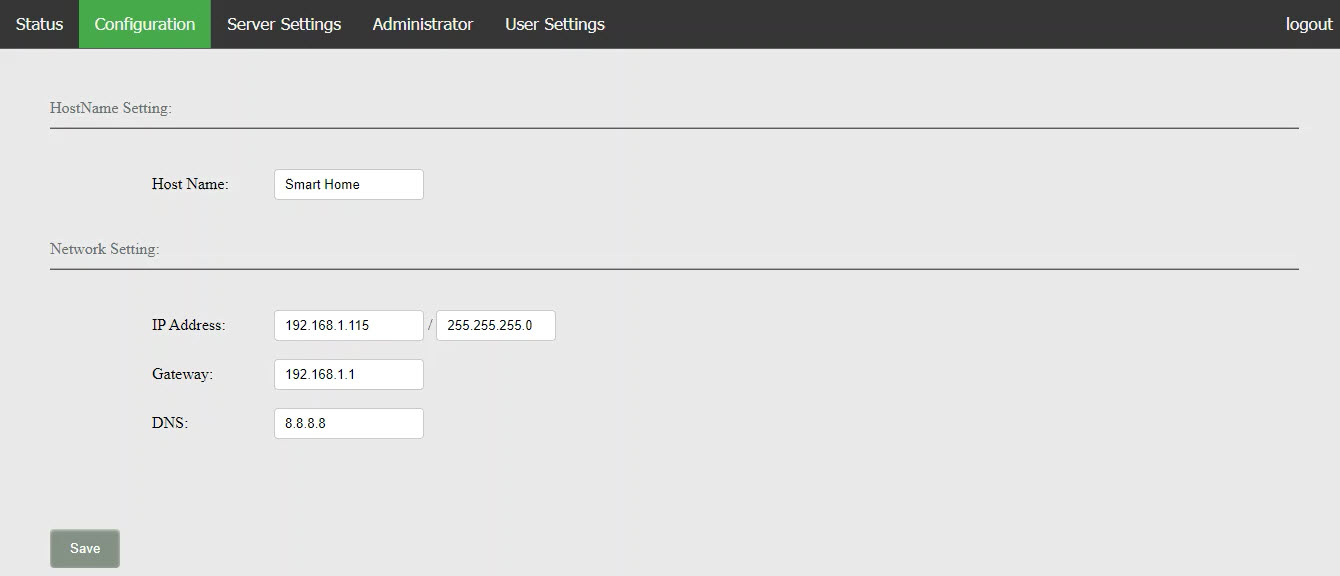 Status Configuration Server Settings Administrator User Settings logout
HostName Setting:
Host Name: Smart Home
Network Setting:
IP Address: 192.168.1.115 / 255.255.255.0
Gateway: 192.168.1.1
DNS: 8.8.8.8
Save